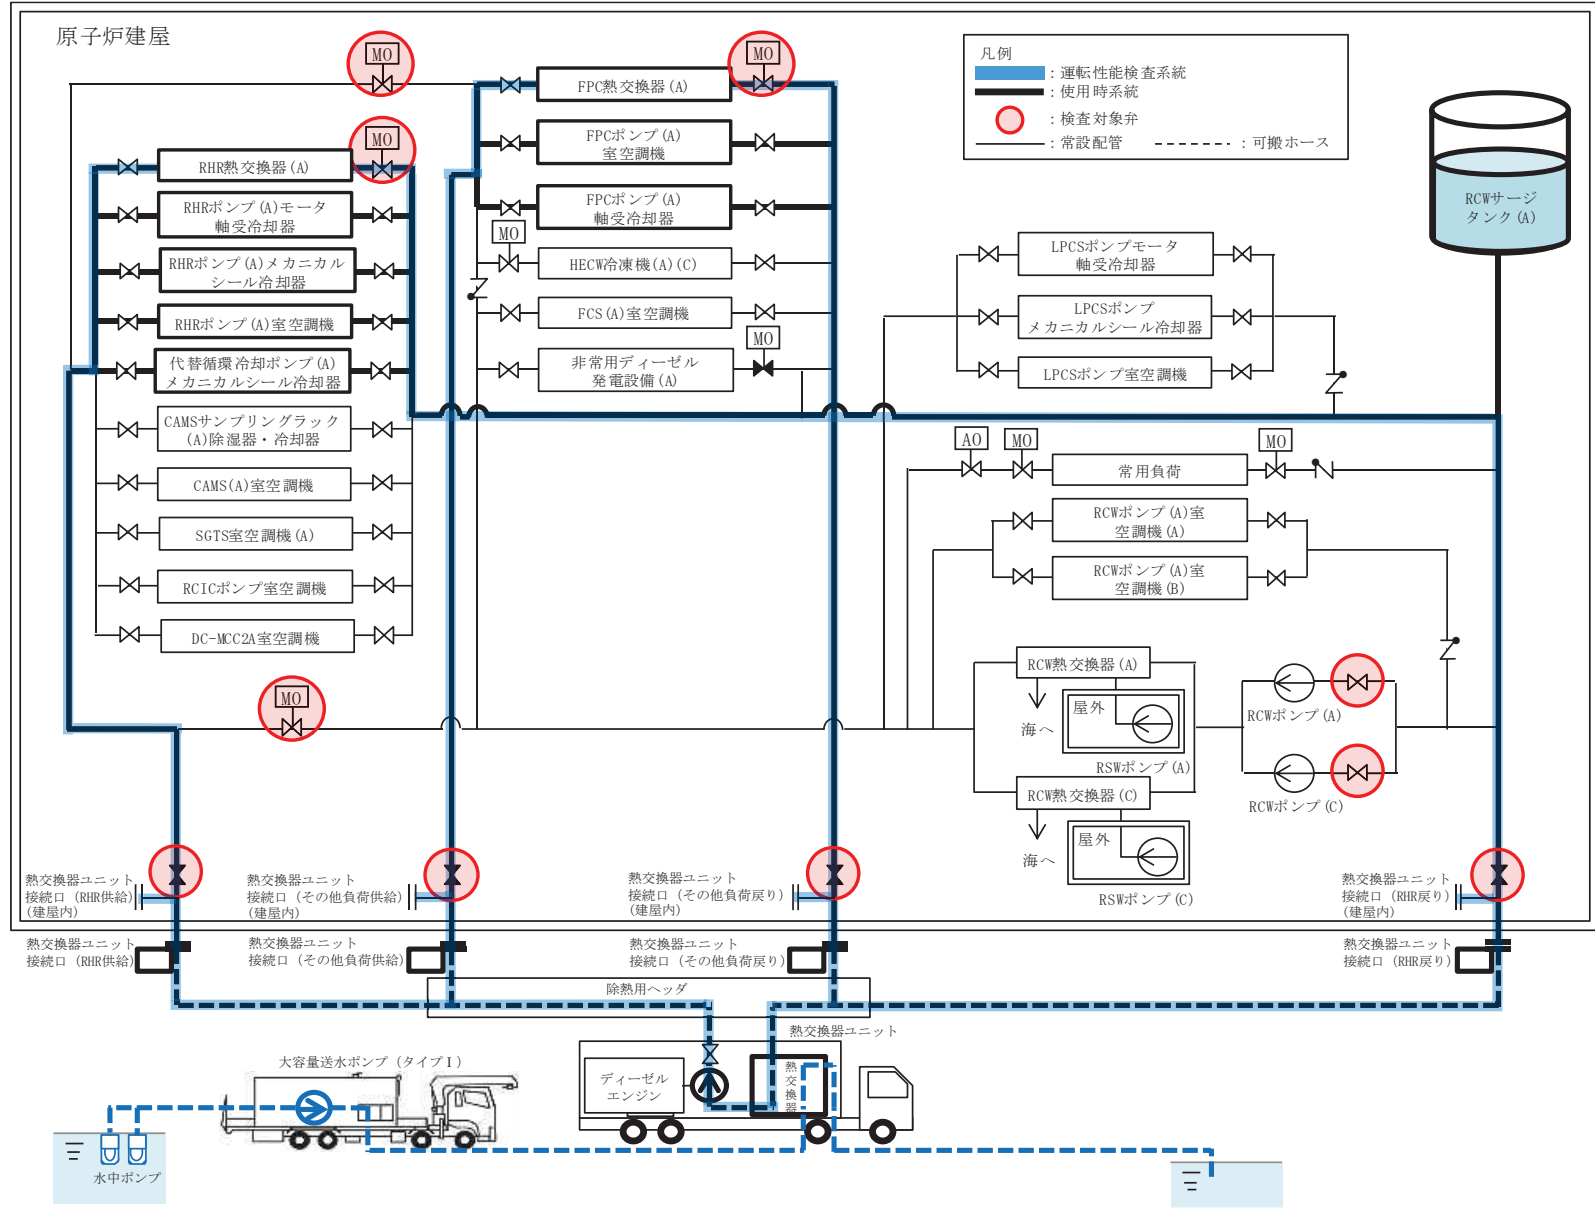 原子炉建屋
MO
MO
凡例
：運転性能検査系統
：使用時系統
：検査対象弁
：常設配管
：可搬ホース
FPC熱交換器(A)
MO
FPCポンプ(A)
室空調機
RHR熱交換器(A)
FPCポンプ(A)
軸受冷却器
RHRポンプ(A)モータ
軸受冷却器
MO
HECW冷凍機(A)(C)
RHRポンプ(A)メカニカル
シール冷却器
FCS(A)室空調機
RHRポンプ(A)室空調機
MO
非常用ディーゼル
発電設備(A)
代替循環冷却ポンプ(A)
メカニカルシール冷却器
CAMSサンプリングラック
(A)除湿器・冷却器
CAMS(A)室空調機
SGTS室空調機(A)
RCICポンプ室空調機
DC-MCC2A室空調機
MO
RCWサージ
タンク(A)
LPCSポンプモータ
軸受冷却器
LPCSポンプ
メカニカルシール冷却器
LPCSポンプ室空調機
AO
MO
MO
常用負荷
RCWポンプ(A)室
空調機(A)
RCWポンプ(A)室
空調機(B)
RCW熱交換器(A)
屋外
海へ
RSWポンプ(A)
RCWポンプ(A)
RCW熱交換器(C)
屋外
海へ
RSWポンプ(C)
RCWポンプ(C)
熱交換器ユニット
接続口（RHR供給）
(建屋内)
熱交換器ユニット
接続口（その他負荷供給）
(建屋内)
熱交換器ユニット
接続口（その他負荷戻り）
(建屋内)
熱交換器ユニット
接続口（RHR戻り）
(建屋内)
熱交換器ユニット
接続口（RHR供給）
熱交換器ユニット
接続口（その他負荷供給）
熱交換器ユニット
接続口（その他負荷戻り）
熱交換器ユニット
接続口（RHR戻り）
除熱用ヘッダ
熱交換器ユニット
大容量送水ポンプ（タイプⅠ）
ディーゼル
エンジン
熱交換器
水中ポンプ